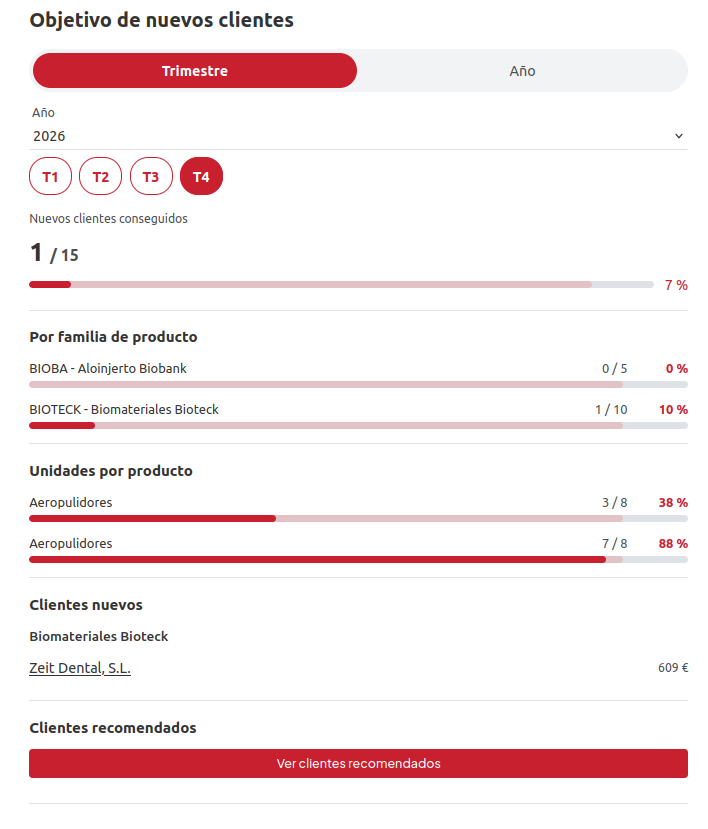 Objetivo de nuevos clientes
Trimestre Año
Año
2026
T1 T2 T3 T4
Nuevos clientes conseguidos
1 / 15
7 %
Por familia de producto
BIOBA - Aloinjerto Biobank 0 / 5 0 %
BIOTECK - Biomateriales Bioteck 1 / 10 10 %
Unidades por producto
Aeropulidores 3 / 8 38 %
Aeropulidores 7 / 8 88 %
Clientes nuevos
Biomateriales Bioteck
Zeit Dental, S.L. 609 €
Clientes recomendados
Ver clientes recomendados